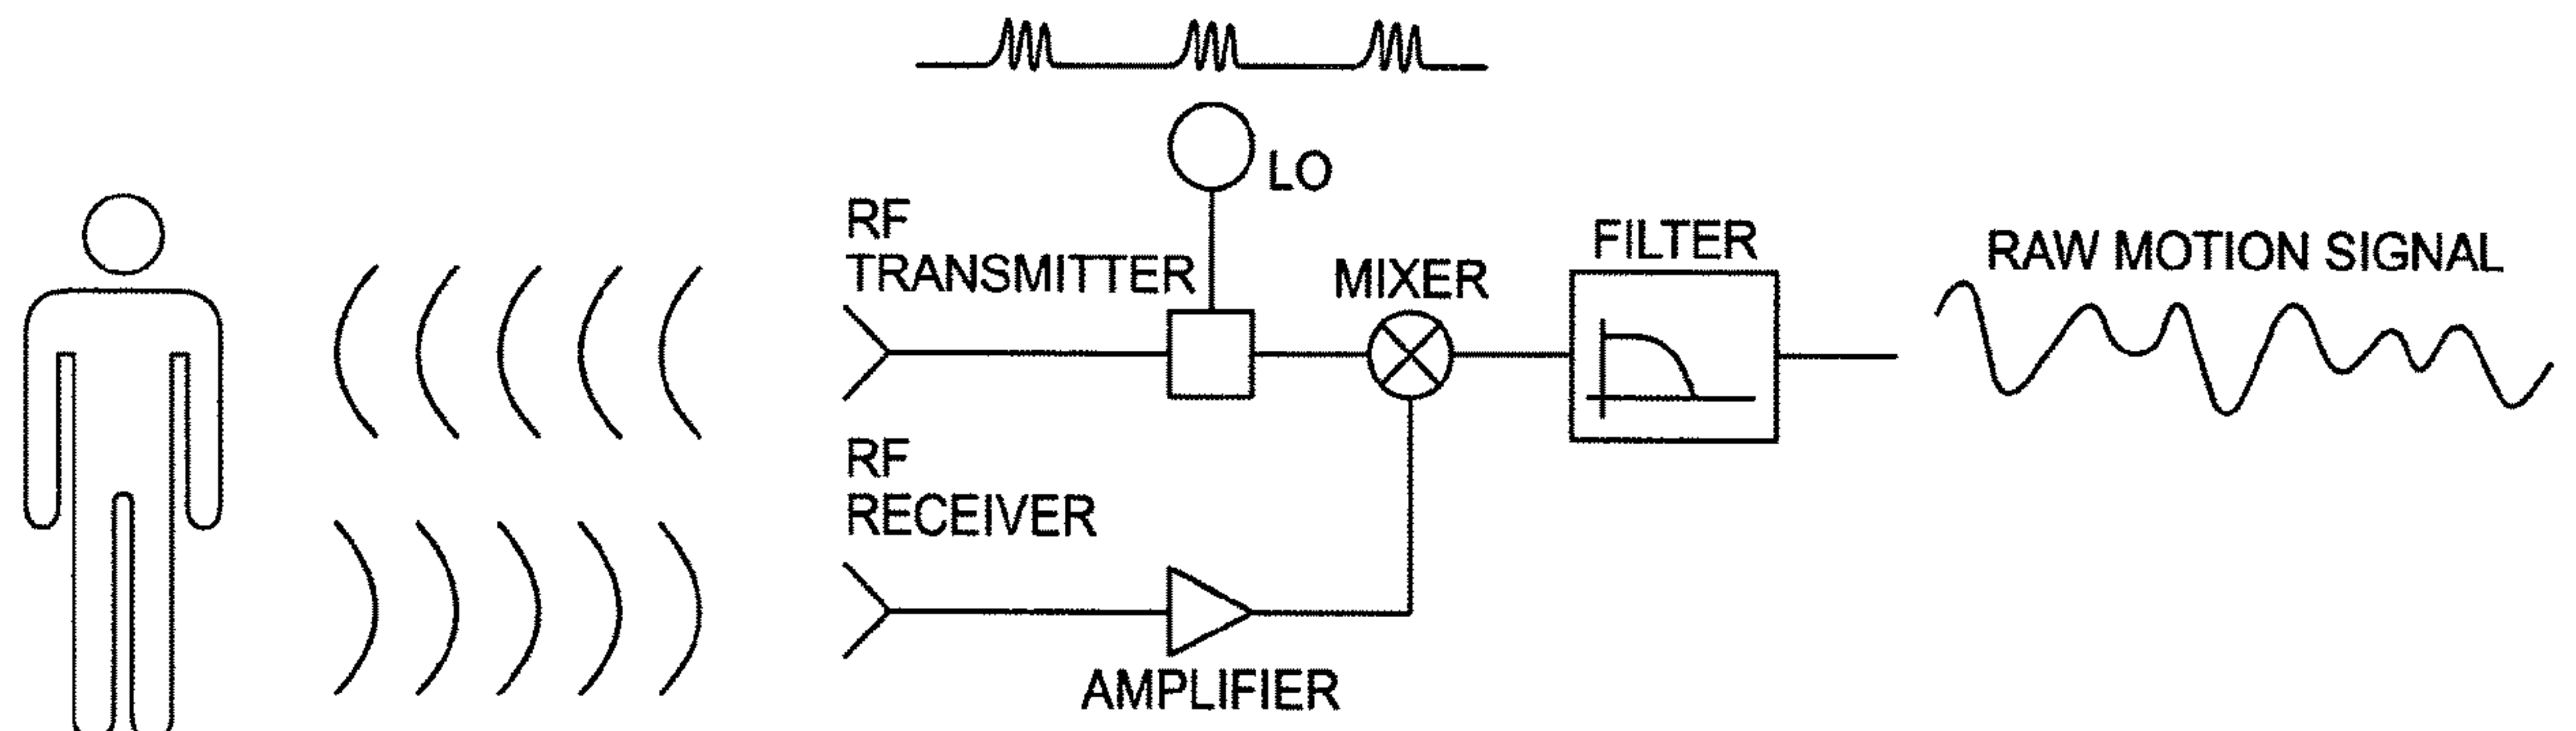 LO
RF
TRANSMITTER
MIXER
FILTER
RAW MOTION SIGNAL
RF
RECEIVER
AMPLIFIER